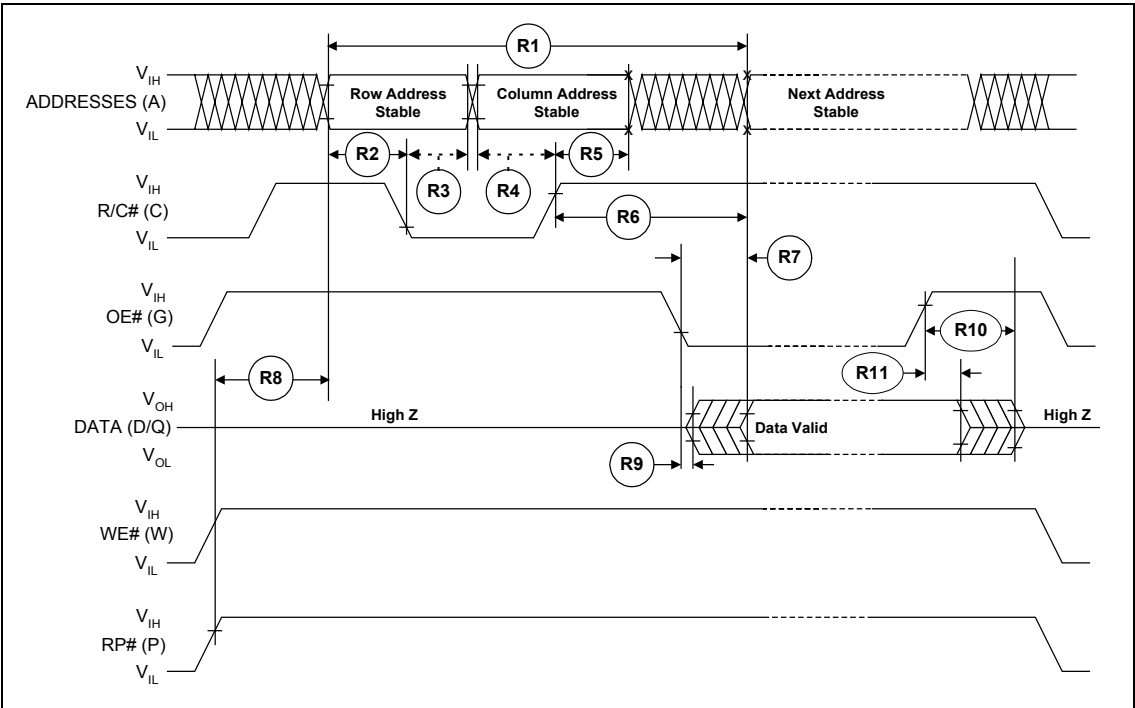 R1
V_IH
ADDRESSES (A)
V_IL
Row Address
Stable
Column Address
Stable
Next Address
Stable
R2
R3
R4
R5
V_IH
R/C# (C)
V_IL
R6
R7
V_IH
OE# (G)
V_IL
R10
R8
R11
V_OH
DATA (D/Q)
V_OL
High Z
Data Valid
High Z
R9
V_IH
WE# (W)
V_IL
V_IH
RP# (P)
V_IL